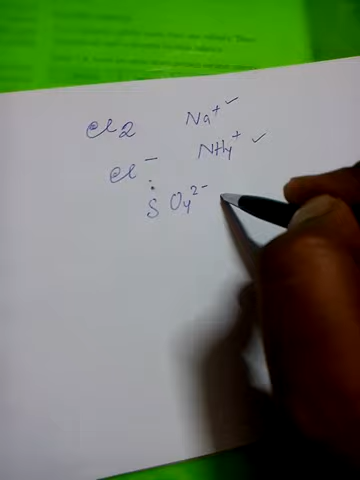 Cl2 Na⁺ ✓
Cl⁻ NH4⁺ ✓
SO4²⁻